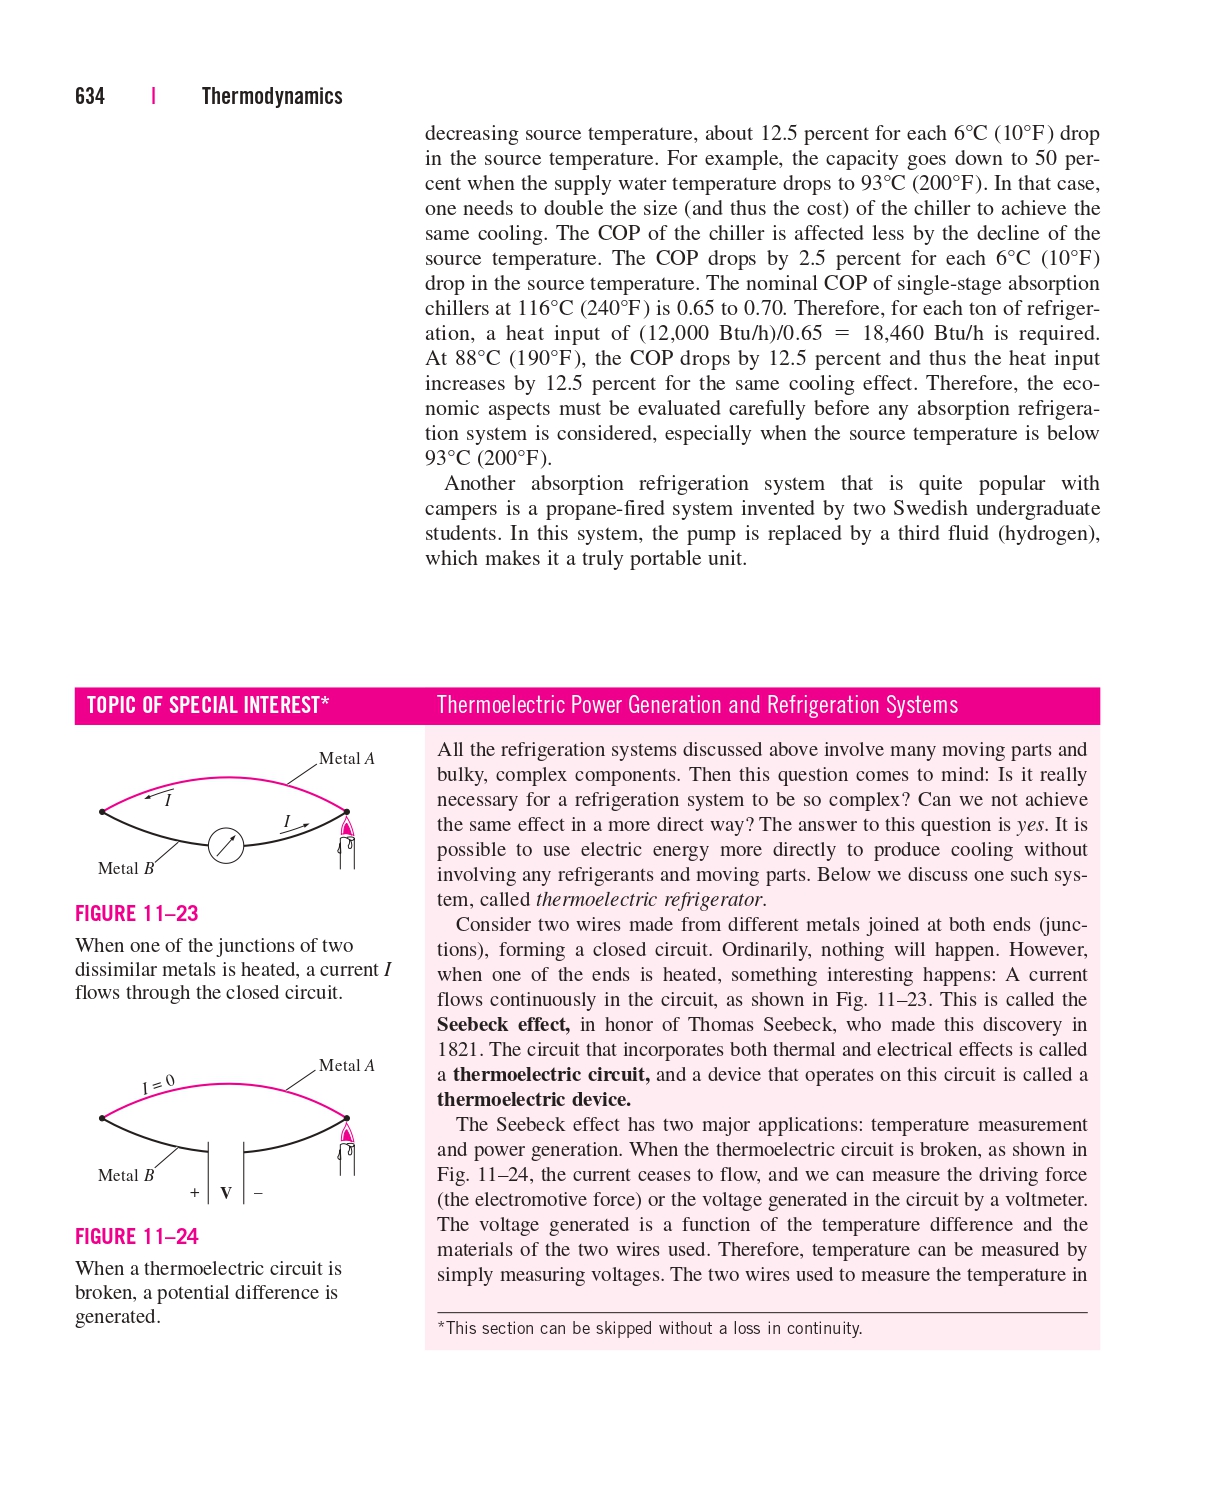 634 | Thermodynamics
decreasing source temperature, about 12.5 percent for each 6°C (10°F) drop
in the source temperature. For example, the capacity goes down to 50 per-
cent when the supply water temperature drops to 93°C (200°F). In that case,
one needs to double the size (and thus the cost) of the chiller to achieve the
same cooling. The COP of the chiller is affected less by the decline of the
source temperature. The COP drops by 2.5 percent for each 6°C (10°F)
drop in the source temperature. The nominal COP of single-stage absorption
chillers at 116°C (240°F) is 0.65 to 0.70. Therefore, for each ton of refriger-
ation, a heat input of (12,000 Btu/h)/0.65 = 18,460 Btu/h is required.
At 88°C (190°F), the COP drops by 12.5 percent and thus the heat input
increases by 12.5 percent for the same cooling effect. Therefore, the eco-
nomic aspects must be evaluated carefully before any absorption refrigera-
tion system is considered, especially when the source temperature is below
93°C (200°F).
Another absorption refrigeration system that is quite popular with
campers is a propane-fired system invented by two Swedish undergraduate
students. In this system, the pump is replaced by a third fluid (hydrogen),
which makes it a truly portable unit.
TOPIC OF SPECIAL INTEREST*
Thermoelectric Power Generation and Refrigeration Systems
Metal A
I
I
Metal B
FIGURE 11–23
When one of the junctions of two
dissimilar metals is heated, a current I
flows through the closed circuit.
I = 0
Metal A
Metal B
+ V –
FIGURE 11–24
When a thermoelectric circuit is
broken, a potential difference is
generated.
All the refrigeration systems discussed above involve many moving parts and
bulky, complex components. Then this question comes to mind: Is it really
necessary for a refrigeration system to be so complex? Can we not achieve
the same effect in a more direct way? The answer to this question is yes. It is
possible to use electric energy more directly to produce cooling without
involving any refrigerants and moving parts. Below we discuss one such sys-
tem, called thermoelectric refrigerator.
Consider two wires made from different metals joined at both ends (junc-
tions), forming a closed circuit. Ordinarily, nothing will happen. However,
when one of the ends is heated, something interesting happens: A current
flows continuously in the circuit, as shown in Fig. 11–23. This is called the
Seebeck effect, in honor of Thomas Seebeck, who made this discovery in
1821. The circuit that incorporates both thermal and electrical effects is called
a thermoelectric circuit, and a device that operates on this circuit is called a
thermoelectric device.
The Seebeck effect has two major applications: temperature measurement
and power generation. When the thermoelectric circuit is broken, as shown in
Fig. 11–24, the current ceases to flow, and we can measure the driving force
(the electromotive force) or the voltage generated in the circuit by a voltmeter.
The voltage generated is a function of the temperature difference and the
materials of the two wires used. Therefore, temperature can be measured by
simply measuring voltages. The two wires used to measure the temperature in
*This section can be skipped without a loss in continuity.